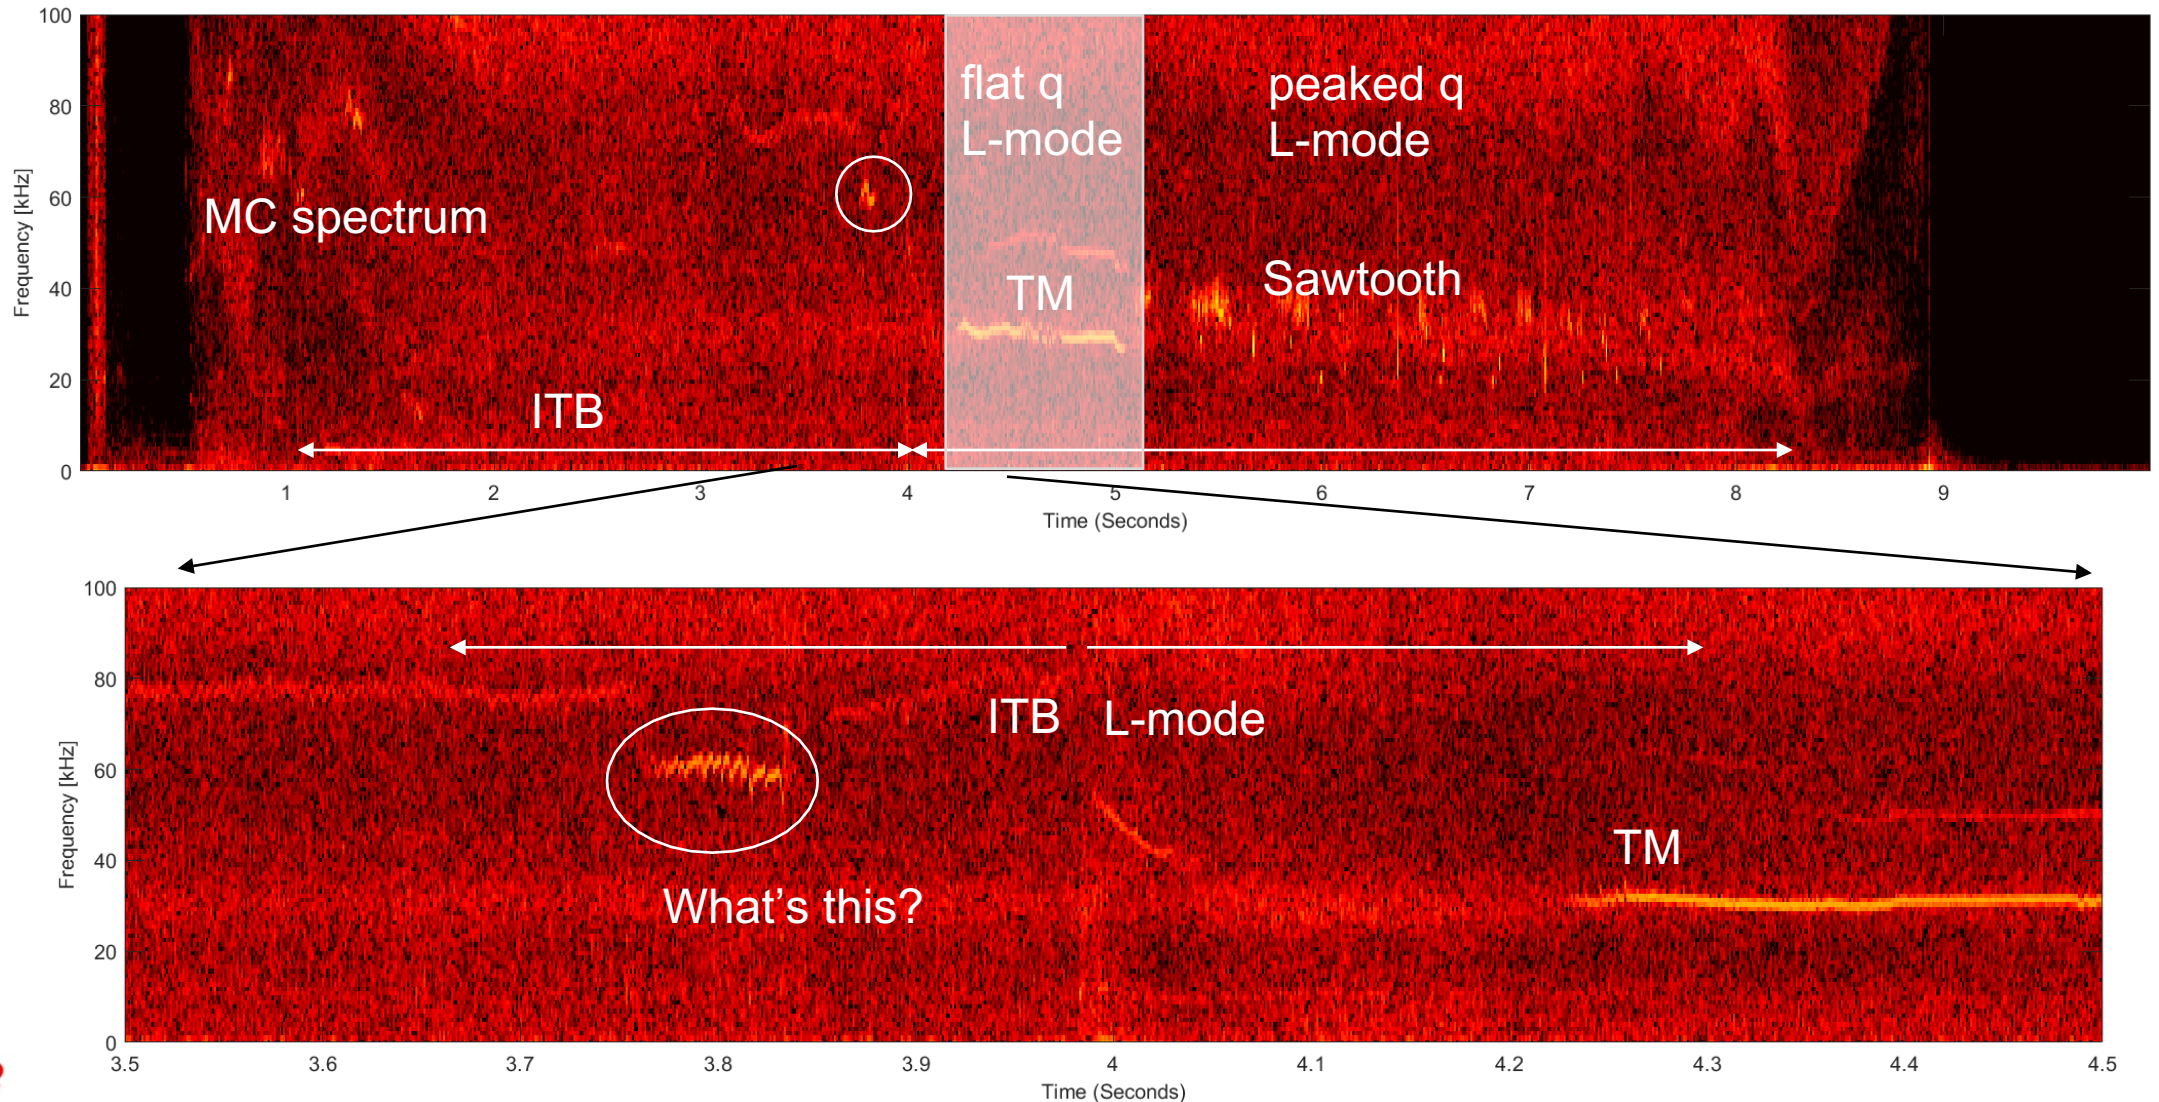 100
80
60
40
20
0
Frequency [kHz]
flat q
L-mode
peaked q
L-mode
MC spectrum
TM
Sawtooth
ITB
1 2 3 4 5 6 7 8 9
Time (Seconds)
100
80
60
40
20
0
Frequency [kHz]
ITB L-mode
What's this?
TM
3.5 3.6 3.7 3.8 3.9 4 4.1 4.2 4.3 4.4 4.5
Time (Seconds)